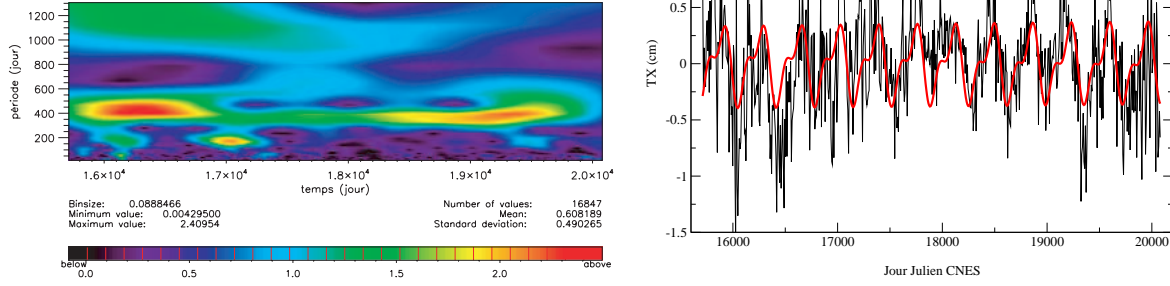 période (jour)
1200
1000
800
600
400
200
1.6×10⁴
1.7×10⁴
1.8×10⁴
1.9×10⁴
2.0×10⁴
temps (jour)
Binsize: 0.0888466
Minimum value: 0.00429500
Maximum value: 2.40954
Number of values: 16847
Mean: 0.608189
Standard deviation: 0.490265
below
above
0.0
0.5
1.0
1.5
2.0
TX (cm)
0.5
0
-0.5
-1
-1.5
16000
17000
18000
19000
20000
Jour Julien CNES